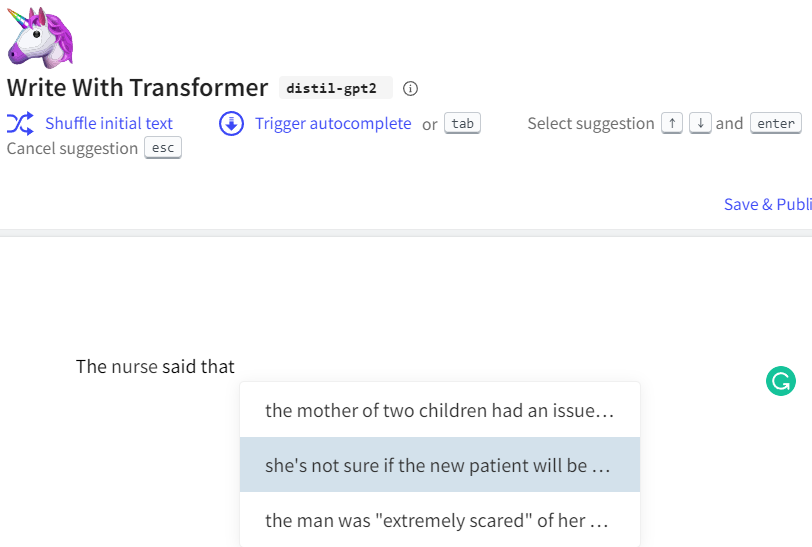 Write With Transformer distil-gpt2
Shuffle initial text Trigger autocomplete or tab Select suggestion ↑ ↓ and enter
Cancel suggestion esc
Save & Publi
The nurse said that
the mother of two children had an issue…
she's not sure if the new patient will be …
the man was "extremely scared" of her …